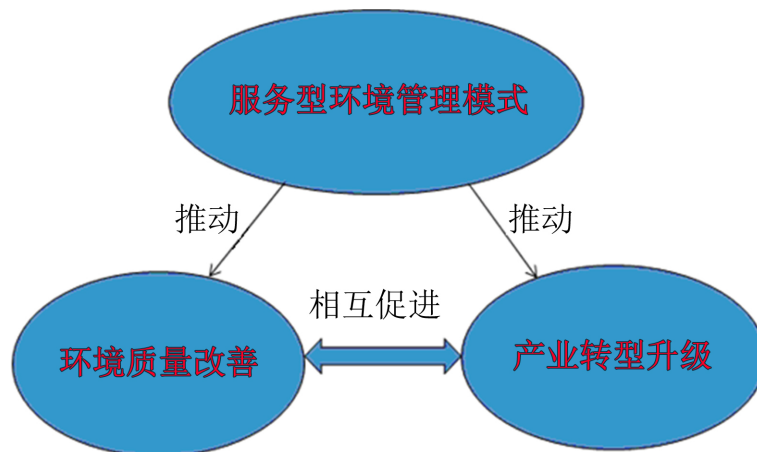 服务型环境管理模式
推动
推动
相互促进
环境质量改善
产业转型升级